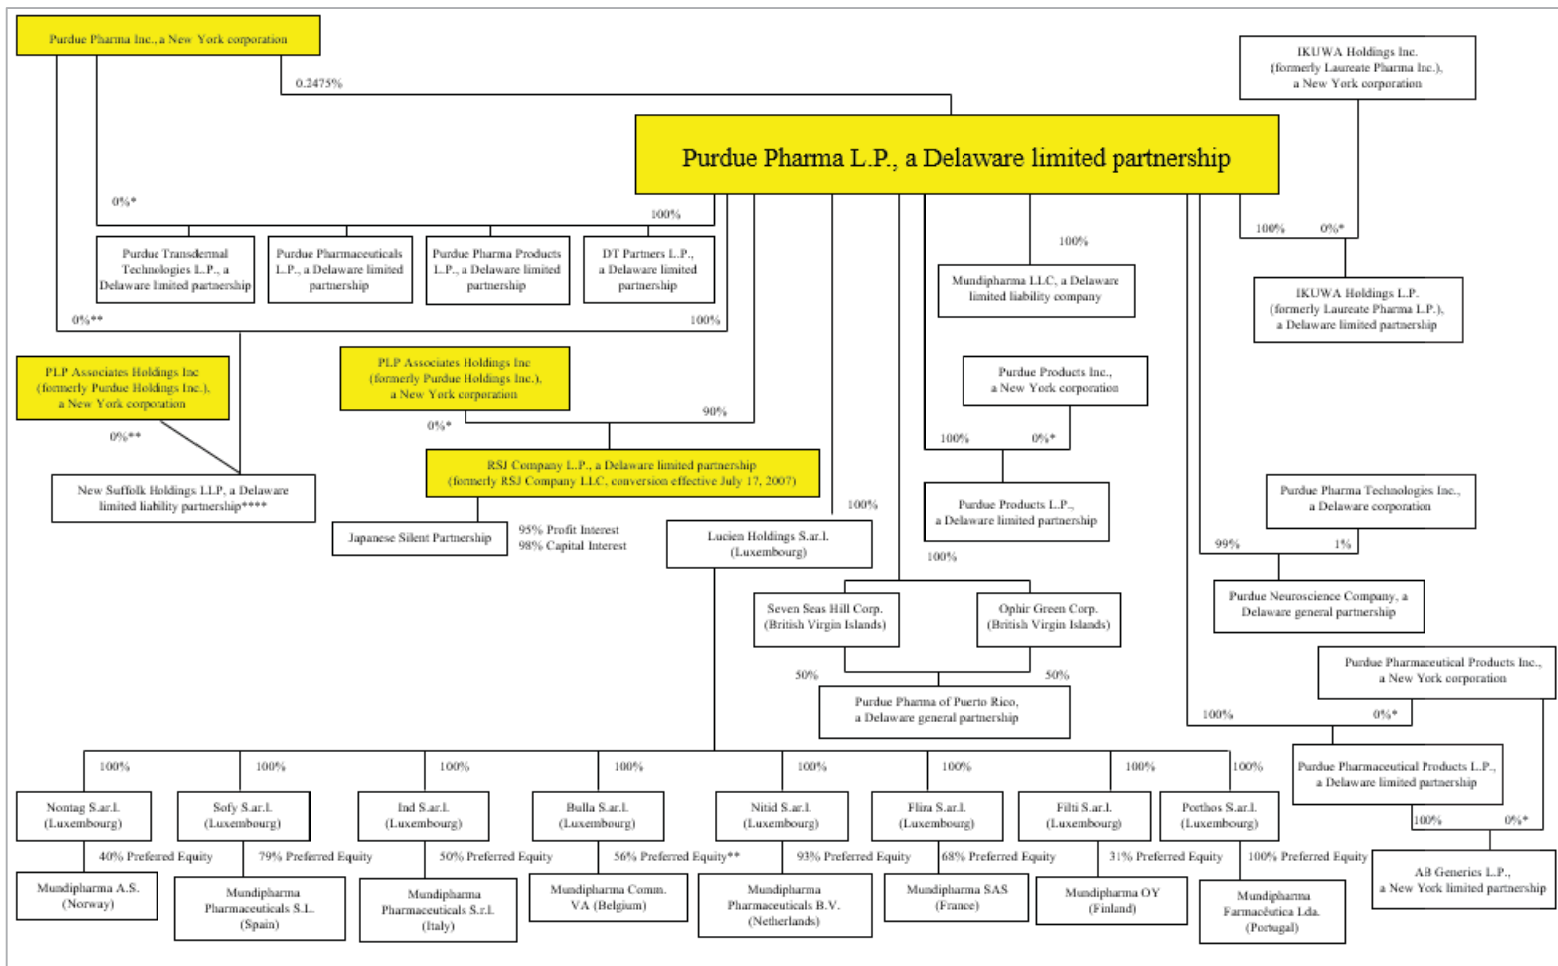 Purdue Pharma Inc., a New York corporation
IKUWA Holdings Inc.
(formerly Laureate Pharma Inc.),
a New York corporation
0.2475%
Purdue Pharma L.P., a Delaware limited partnership
0%*
100%
100%
0%*
Purdue Transdermal
Technologies L.P., a
Delaware limited partnership
Purdue Pharmaceuticals
L.P., a Delaware limited
partnership
Purdue Pharma Products
L.P., a Delaware limited
partnership
DT Partners L.P.,
a Delaware limited
partnership
100%
Mundipharma LLC, a Delaware
limited liability company
IKUWA Holdings L.P.
(formerly Laureate Pharma L.P.),
a Delaware limited partnership
0%**
100%
PLP Associates Holdings Inc
(formerly Purdue Holdings Inc.),
a New York corporation
PLP Associates Holdings Inc
(formerly Purdue Holdings Inc.),
a New York corporation
Purdue Products Inc.,
a New York corporation
0%**
0%*
90%
100%
0%*
RSJ Company L.P., a Delaware limited partnership
(formerly RSJ Company LLC, conversion effective July 17, 2007)
New Suffolk Holdings LLP, a Delaware
limited liability partnership****
Purdue Products L.P.,
a Delaware limited partnership
Purdue Pharma Technologies Inc.,
a Delaware corporation
Japanese Silent Partnership
95% Profit Interest
98% Capital Interest
100%
Lucien Holdings S.ar.l.
(Luxembourg)
100%
99%
1%
Seven Seas Hill Corp.
(British Virgin Islands)
Ophir Green Corp.
(British Virgin Islands)
Purdue Neuroscience Company, a
Delaware general partnership
50%
50%
Purdue Pharmaceutical Products Inc.,
a New York corporation
Purdue Pharma of Puerto Rico,
a Delaware general partnership
100%
0%*
Purdue Pharmaceutical Products L.P.,
a Delaware limited partnership
100%
100%
100%
100%
100%
100%
100%
100%
Nontag S.ar.l.
(Luxembourg)
Sofy S.ar.l.
(Luxembourg)
Ind S.ar.l.
(Luxembourg)
Bulla S.ar.l.
(Luxembourg)
Nitid S.ar.l.
(Luxembourg)
Flira S.ar.l.
(Luxembourg)
Filti S.ar.l.
(Luxembourg)
Porthos S.ar.l.
(Luxembourg)
100%
0%*
40% Preferred Equity
79% Preferred Equity
50% Preferred Equity
56% Preferred Equity**
93% Preferred Equity
68% Preferred Equity
31% Preferred Equity
100% Preferred Equity
Mundipharma A.S.
(Norway)
Mundipharma
Pharmaceuticals S.L.
(Spain)
Mundipharma
Pharmaceuticals S.r.l.
(Italy)
Mundipharma Comm.
VA (Belgium)
Mundipharma
Pharmaceuticals B.V.
(Netherlands)
Mundipharma SAS
(France)
Mundipharma OY
(Finland)
Mundipharma
Farmacêutica Lda.
(Portugal)
AB Generics L.P.,
a New York limited partnership